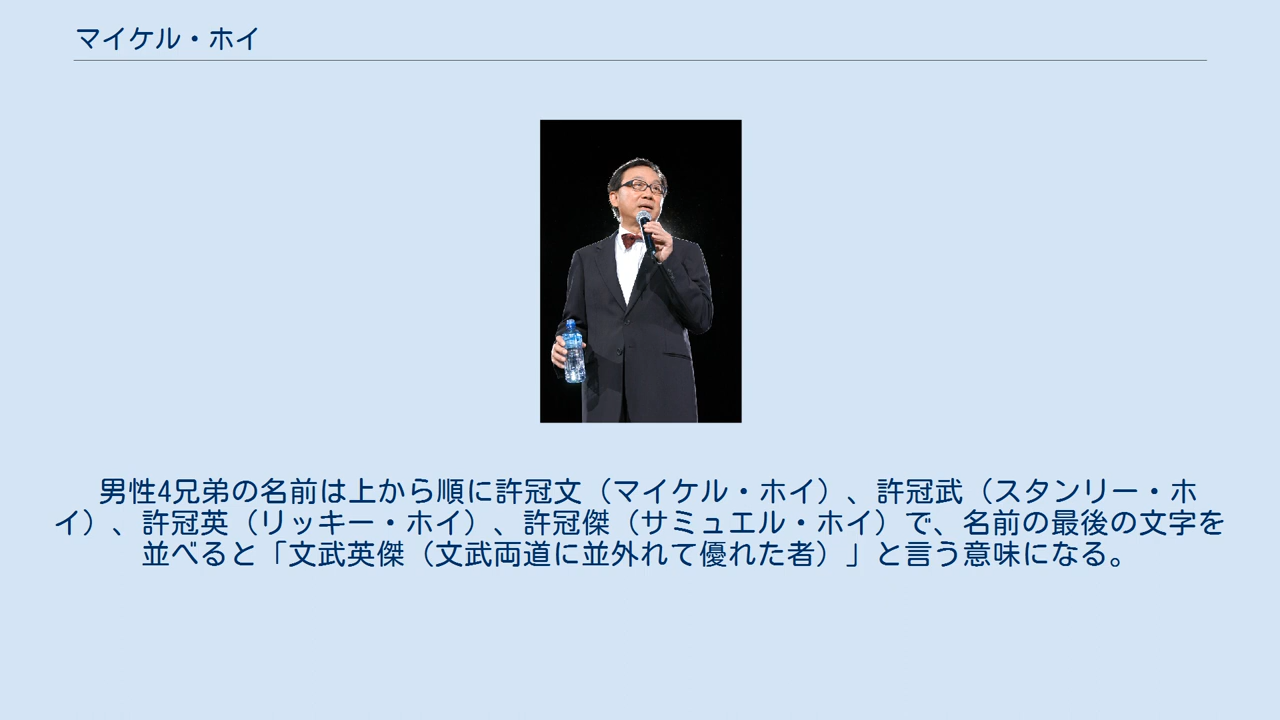 マイケル・ホイ
男性4兄弟の名前は上から順に許冠文（マイケル・ホイ）、許冠武（スタンリー・ホ
イ）、許冠英（リッキー・ホイ）、許冠傑（サミュエル・ホイ）で、名前の最後の文字を
並べると「文武英傑（文武両道に並外れて優れた者）」と言う意味になる。